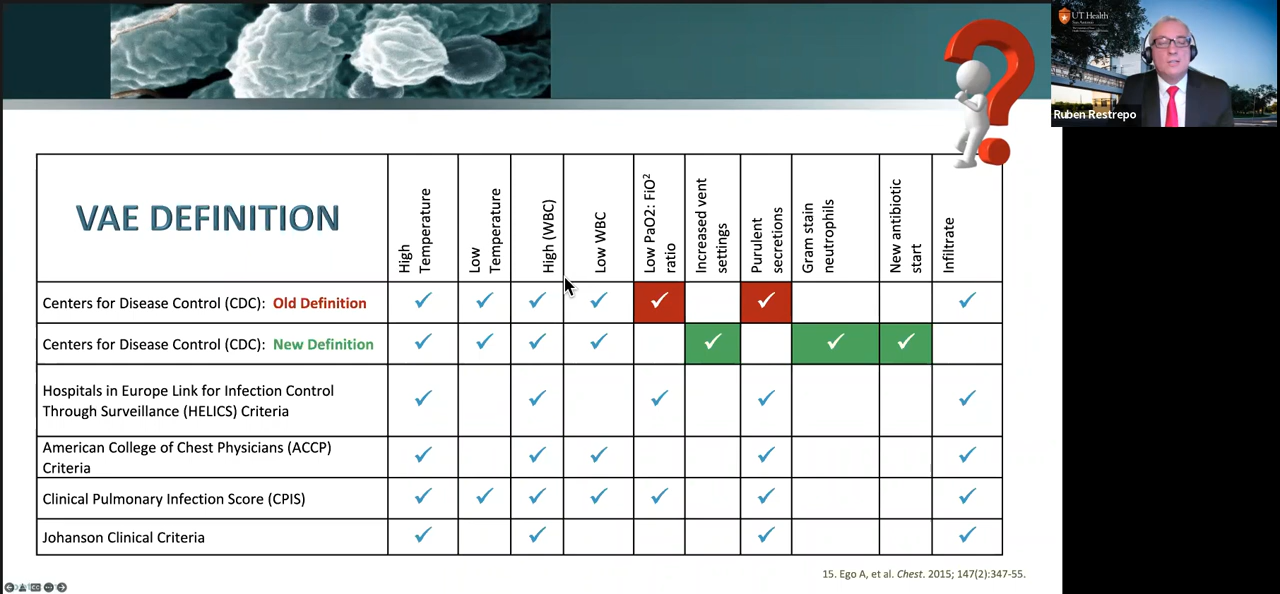 UT Health
San Antonio
Ruben Restrepo
VAE DEFINITION
High
Temperature
Low
Temperature
High (WBC)
Low WBC
Low PaO2: FiO²
ratio
Increased vent
settings
Purulent
secretions
Gram stain
neutrophils
New antibiotic
start
Infiltrate
Centers for Disease Control (CDC): Old Definition
✓ ✓ ✓ ✓ ✓ ✓ ✓
Centers for Disease Control (CDC): New Definition
✓ ✓ ✓ ✓ ✓ ✓ ✓
Hospitals in Europe Link for Infection Control
Through Surveillance (HELICS) Criteria
✓ ✓ ✓ ✓ ✓
American College of Chest Physicians (ACCP)
Criteria
✓ ✓ ✓ ✓ ✓
Clinical Pulmonary Infection Score (CPIS)
✓ ✓ ✓ ✓ ✓ ✓ ✓
Johanson Clinical Criteria
✓ ✓ ✓ ✓
15. Ego A, et al. Chest. 2015; 147(2):347-55.